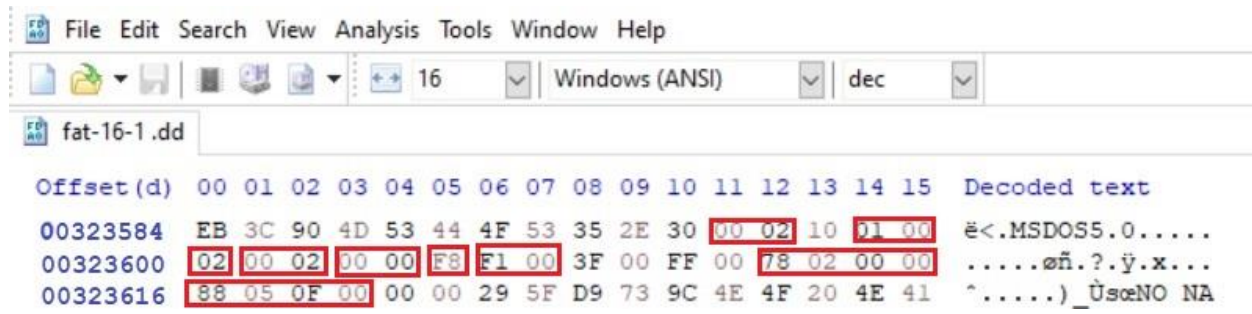 File Edit Search View Analysis Tools Window Help
16 Windows (ANSI) dec
fat-16-1 .dd
Offset(d) 00 01 02 03 04 05 06 07 08 09 10 11 12 13 14 15 Decoded text
00323584 EB 3C 90 4D 53 44 4F 53 35 2E 30 00 02 10 01 00 ë<.MSDOS5.0.....
00323600 02 00 02 00 00 F8 F1 00 3F 00 FF 00 78 02 00 00 .....øñ.?.ÿ.x...
00323616 88 05 0F 00 00 00 29 5F D9 73 9C 4E 4F 20 4E 41 ˆ.....)_ÙsœNO NA